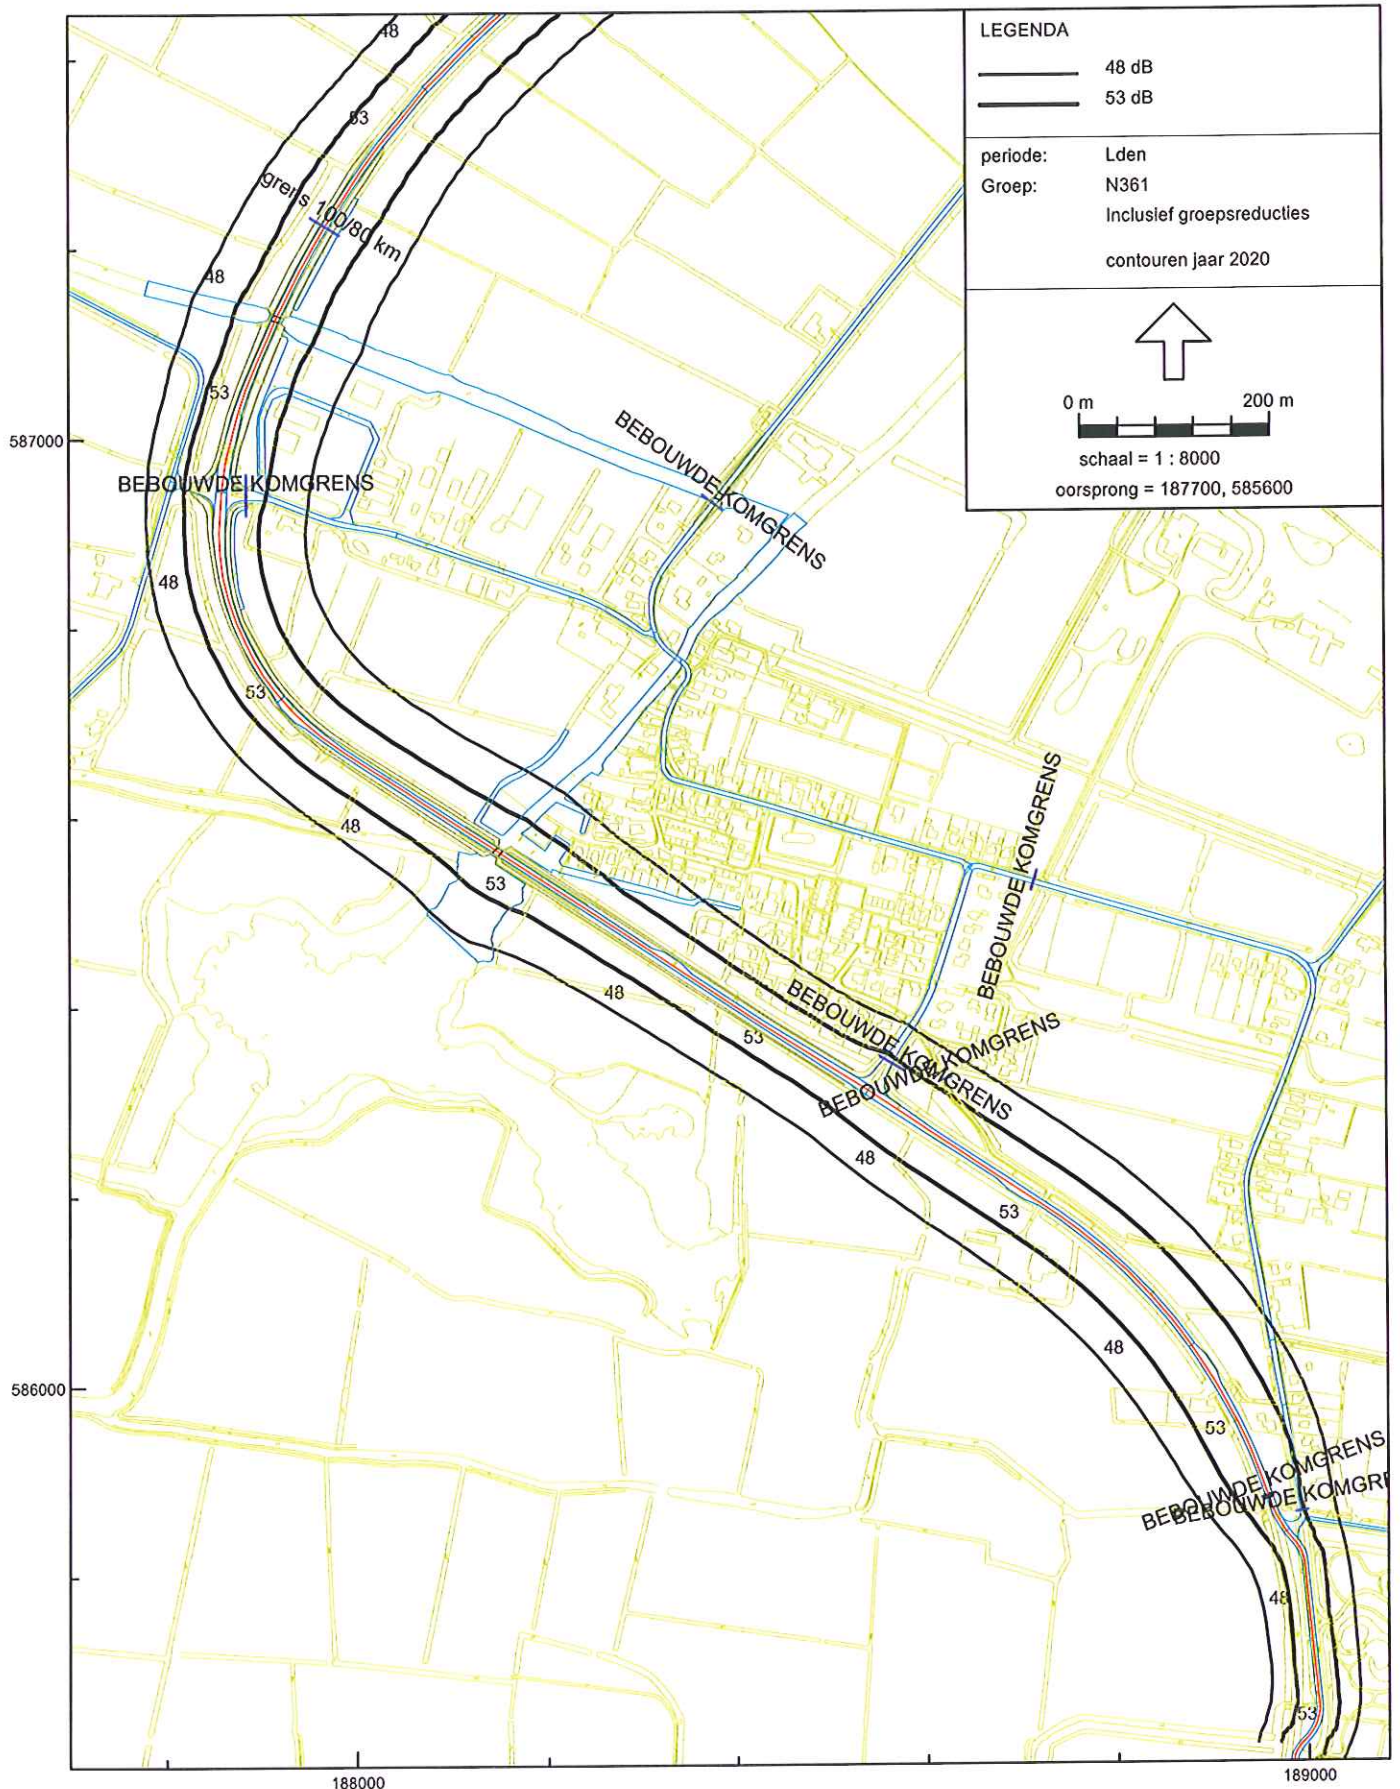 LEGENDA
48 dB
53 dB
periode: Lden
Groep: N361
Inclusief groepsreducties
contouren jaar 2020
0 m 200 m
schaal = 1 : 8000
oorsprong = 187700, 585600
48
53
grens 100/80 km
48
53
587000
BEBOUWDE KOMGRENS
BEBOUWDE KOMGRENS
48
53
48
BEBOUWDE KOMGRENS
53
48
53
BEBOUWDE KOMGRENS
BEBOUWDE KOMGRENS
48
53
48
586000
53
BEBOUWDE KOMGRENS
BEBOUWDE KOMGRE
48
53
188000
189000